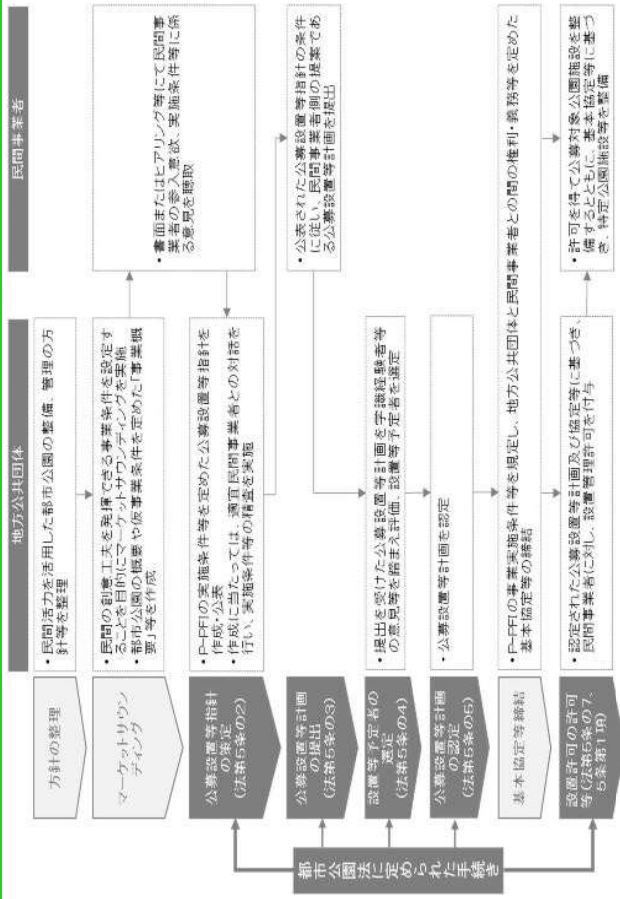 地方公共団体
民間事業者
方針の整理
• 民間活力を活用した都市公園の整備、管理の方
針等を整理
マーケットサウン
ディング
• 民間の創意工夫を発揮できる事業条件を設定す
ることを目的にマーケットサウンディングを実施
• 都市公園の概要や仮事業条件を定めた「事業概
要」等を作成
• 書面またはヒアリング等にて民間事
業者の参入意欲、実施条件等に係
る意見を聴取
公募設置等指針
の策定
(法第5条の2)
• P-PFIの実施条件等を定めた公募設置等指針を
作成・公表
• 作成に当たっては、適宜民間事業者との対話を
行い、実施条件等の精査を実施
公募設置等計画
の提出
(法第5条の3)
• 公表された公募設置等指針の条件
に従い、民間事業者側の提案であ
る公募設置等計画を提出
設置等予定者の
選定
(法第5条の4)
• 提出を受けた公募設置等計画を学識経験者等
の意見等を踏まえ評価、設置等予定者を選定
公募設置等計画
の認定
(法第5条の5)
• 公募設置等計画を認定
基本協定等締結
• P-PFIの事業実施条件等を規定し、地方公共団体と民間事業者との間の権利・義務等を定めた
基本協定等の締結
設置許可の許可
等(法第5条の7、
5条第1項)
• 認定された公募設置等計画及び協定等に基づき、
民間事業者に対し、設置管理許可を付与
• 許可を得て公募対象公園施設を整
備するとともに、基本協定等に基づ
き、特定公園施設等を整備
都市公園法に定められた手続き